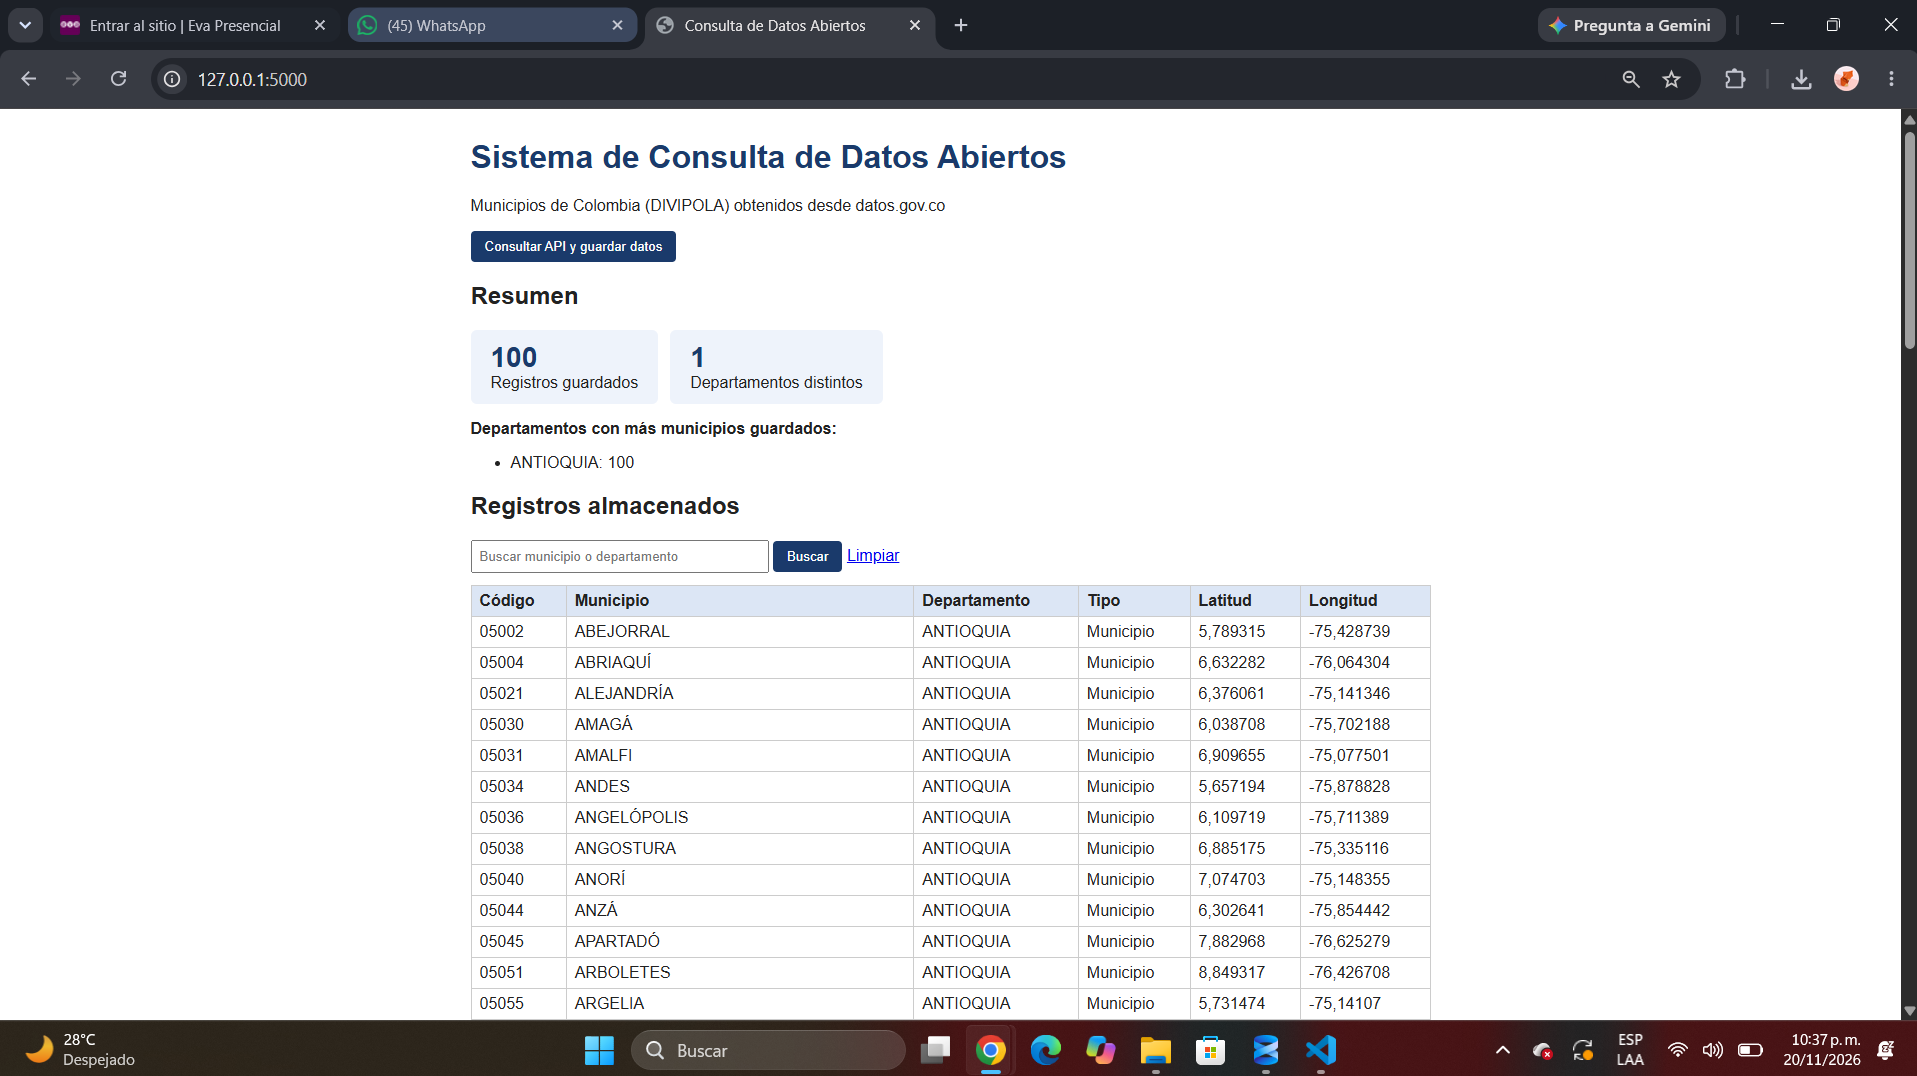 Entrar al sitio | Eva Presencial
(45) WhatsApp
Consulta de Datos Abiertos
Pregunta a Gemini
127.0.0.1:5000
Sistema de Consulta de Datos Abiertos
Municipios de Colombia (DIVIPOLA) obtenidos desde datos.gov.co
Consultar API y guardar datos
Resumen
100
Registros guardados
1
Departamentos distintos
Departamentos con más municipios guardados:
• ANTIOQUIA: 100
Registros almacenados
Buscar municipio o departamento
Buscar
Limpiar
Código Municipio Departamento Tipo Latitud Longitud
05002 ABEJORRAL ANTIOQUIA Municipio 5,789315 -75,428739
05004 ABRIAQUÍ ANTIOQUIA Municipio 6,632282 -76,064304
05021 ALEJANDRÍA ANTIOQUIA Municipio 6,376061 -75,141346
05030 AMAGÁ ANTIOQUIA Municipio 6,038708 -75,702188
05031 AMALFI ANTIOQUIA Municipio 6,909655 -75,077501
05034 ANDES ANTIOQUIA Municipio 5,657194 -75,878828
05036 ANGELÓPOLIS ANTIOQUIA Municipio 6,109719 -75,711389
05038 ANGOSTURA ANTIOQUIA Municipio 6,885175 -75,335116
05040 ANORÍ ANTIOQUIA Municipio 7,074703 -75,148355
05044 ANZÁ ANTIOQUIA Municipio 6,302641 -75,854442
05045 APARTADÓ ANTIOQUIA Municipio 7,882968 -76,625279
05051 ARBOLETES ANTIOQUIA Municipio 8,849317 -76,426708
05055 ARGELIA ANTIOQUIA Municipio 5,731474 -75,14107
28°C
Despejado
Buscar
ESP
LAA
10:37 p. m.
20/11/2026